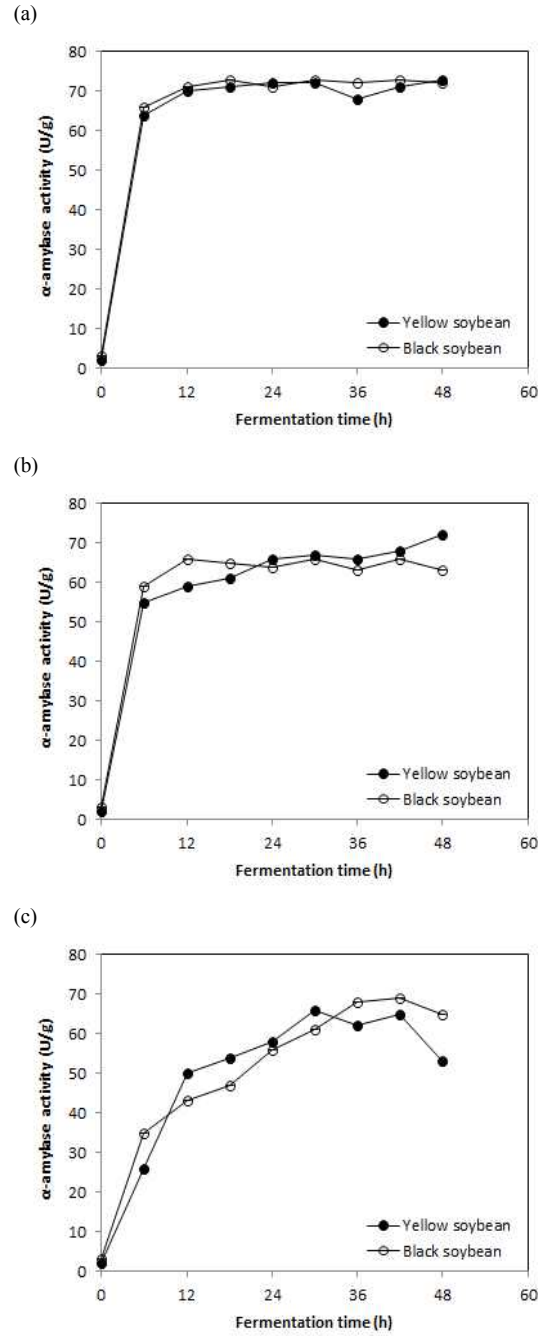 (a)
80
70
60
50
40
30
20
10
0
α-amylase activity (U/g)
Yellow soybean
Black soybean
0 12 24 36 48 60
Fermentation time (h)
(b)
80
70
60
50
40
30
20
10
0
α-amylase activity (U/g)
Yellow soybean
Black soybean
0 12 24 36 48 60
Fermentation time (h)
(c)
80
70
60
50
40
30
20
10
0
α-amylase activity (U/g)
Yellow soybean
Black soybean
0 12 24 36 48 60
Fermentation time (h)